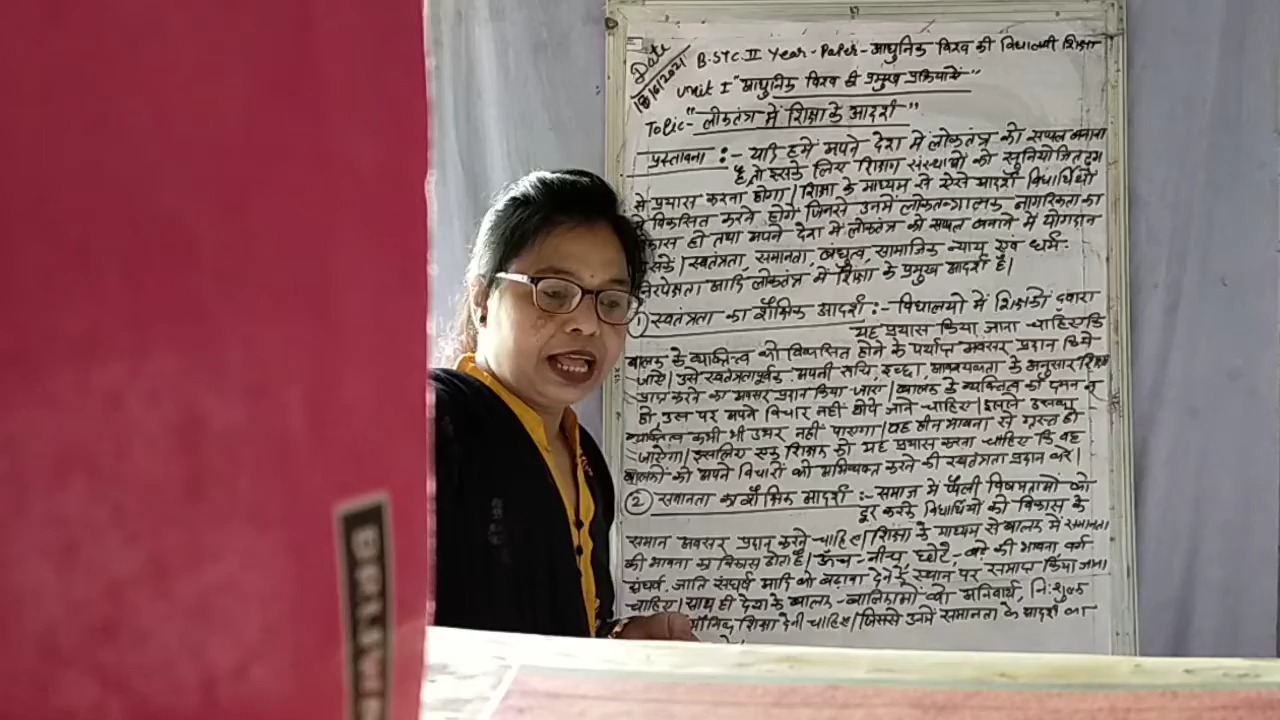 Date
18/6/2021
B.STC. II Year - Paper - आधुनिक विश्व की विद्यालयी शिक्षा
Unit I "आधुनिक विश्व की प्रमुख प्रक्रियायें"
Topic - "लोकतंत्र में शिक्षा के आदर्श"
प्रस्तावना :- यदि हमें अपने देश में लोकतंत्र को सफल बनाना
है, तो इसके लिए शिक्षण संस्थाओं को सुनियोजित ढंग
से प्रयास करना होगा। शिक्षा के माध्यम से ऐसे आदर्श विधार्थियों
विकसित करने होंगे जिनसे उनमें लोकतन्त्रात्मक नागरिकता का
विकास हो तथा अपने देश में लोकतंत्र को सफल बनाने में योगदान
सके। स्वतंत्रता, समानता, बंधुत्व, सामाजिक न्याय एवं धर्म-
निरपेक्षता आदि लोकतंत्र में शिक्षा के प्रमुख आदर्श है।
① स्वतंत्रता का शैक्षिक आदर्श :- विद्यालयों में शिक्षकों द्वारा
यह प्रयास किया जाना चाहिए कि
बालक के व्यक्तित्व को विकसित होने के पर्याप्त अवसर प्रदान किये
जाए। उसे स्वतंत्रतापूर्वक अपनी रूचि, इच्छा, आवश्यकता के अनुसार शिक्षा
प्राप्त करने का अवसर प्रदान किया जाए। बालक के व्यक्तित्व का दमन न
हो, उस पर अपने विचार नहीं थोपे जाने चाहिए। इससे उसका
व्यक्तित्व कभी भी उभर नहीं पाएगा। वह हीन भावना से ग्रस्त हो
जाएगा। इसलिए एक शिक्षक को यह प्रयास करना चाहिए कि वह
बालकों को अपने विचारों को अभिव्यक्त करने की स्वतंत्रता प्रदान करें।
② समानता का शैक्षिक आदर्श :- समाज में फैली विषमताओं को
दूर करके विधार्थियों को विकास के
समान अवसर प्रदान करने चाहिए। शिक्षा के माध्यम से बालक में समानता
की भावना का विकास होता है। ऊँच-नीच, छोटे-बड़े की भावना वर्ग
संघर्ष, जाति संघर्ष आदि को बढ़ावा देने के स्थान पर समाप्त किया जाना
चाहिए। साथ ही देश के बालक-बालिकाओं को अनिवार्य, निःशुल्क
शिक्षा देनी चाहिए। जिससे उनमें समानता के आदर्श का